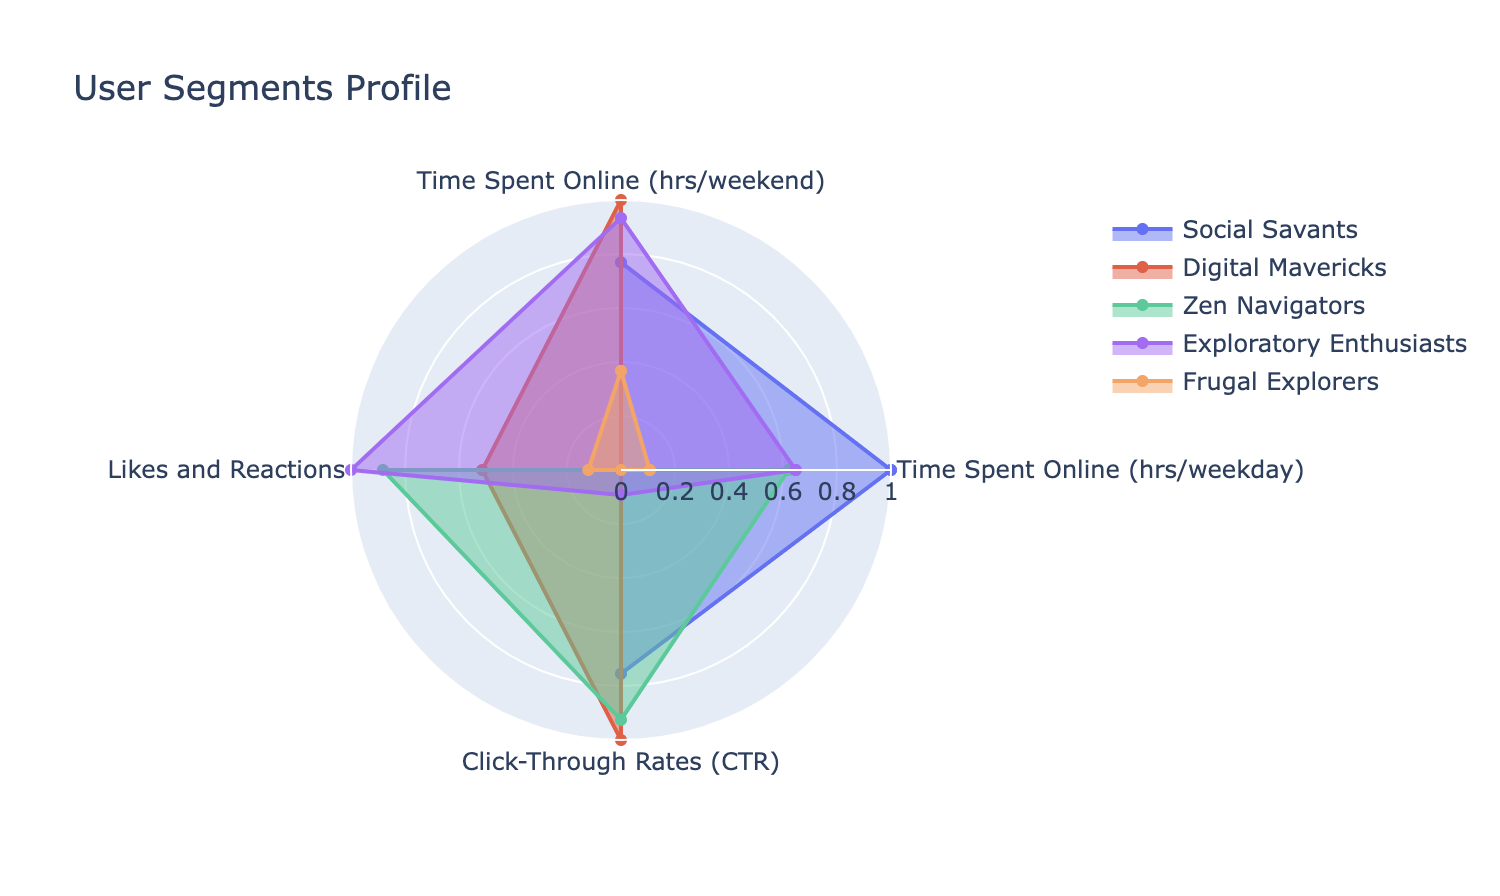 User Segments Profile
Time Spent Online (hrs/weekend)
Social Savants
Digital Mavericks
Zen Navigators
Exploratory Enthusiasts
Frugal Explorers
Likes and Reactions
Time Spent Online (hrs/weekday)
0 0.2 0.4 0.6 0.8 1
Click-Through Rates (CTR)